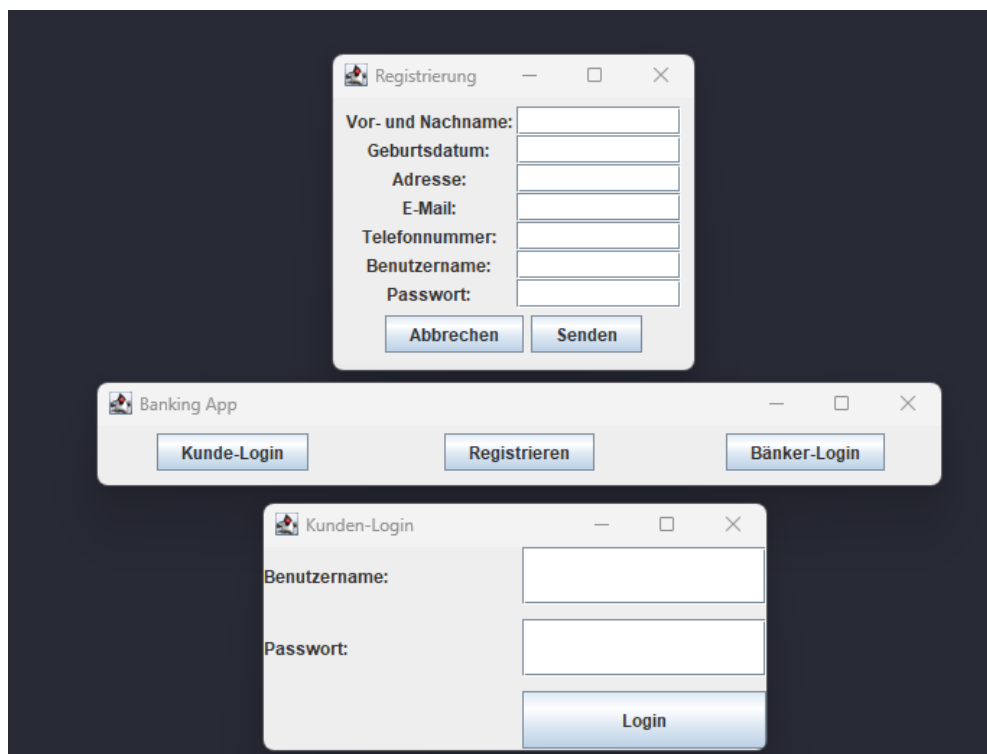 Registrierung
Vor- und Nachname:
Geburtsdatum:
Adresse:
E-Mail:
Telefonnummer:
Benutzername:
Passwort:
Abbrechen Senden
Banking App
Kunde-Login Registrieren Bänker-Login
Kunden-Login
Benutzername:
Passwort:
Login